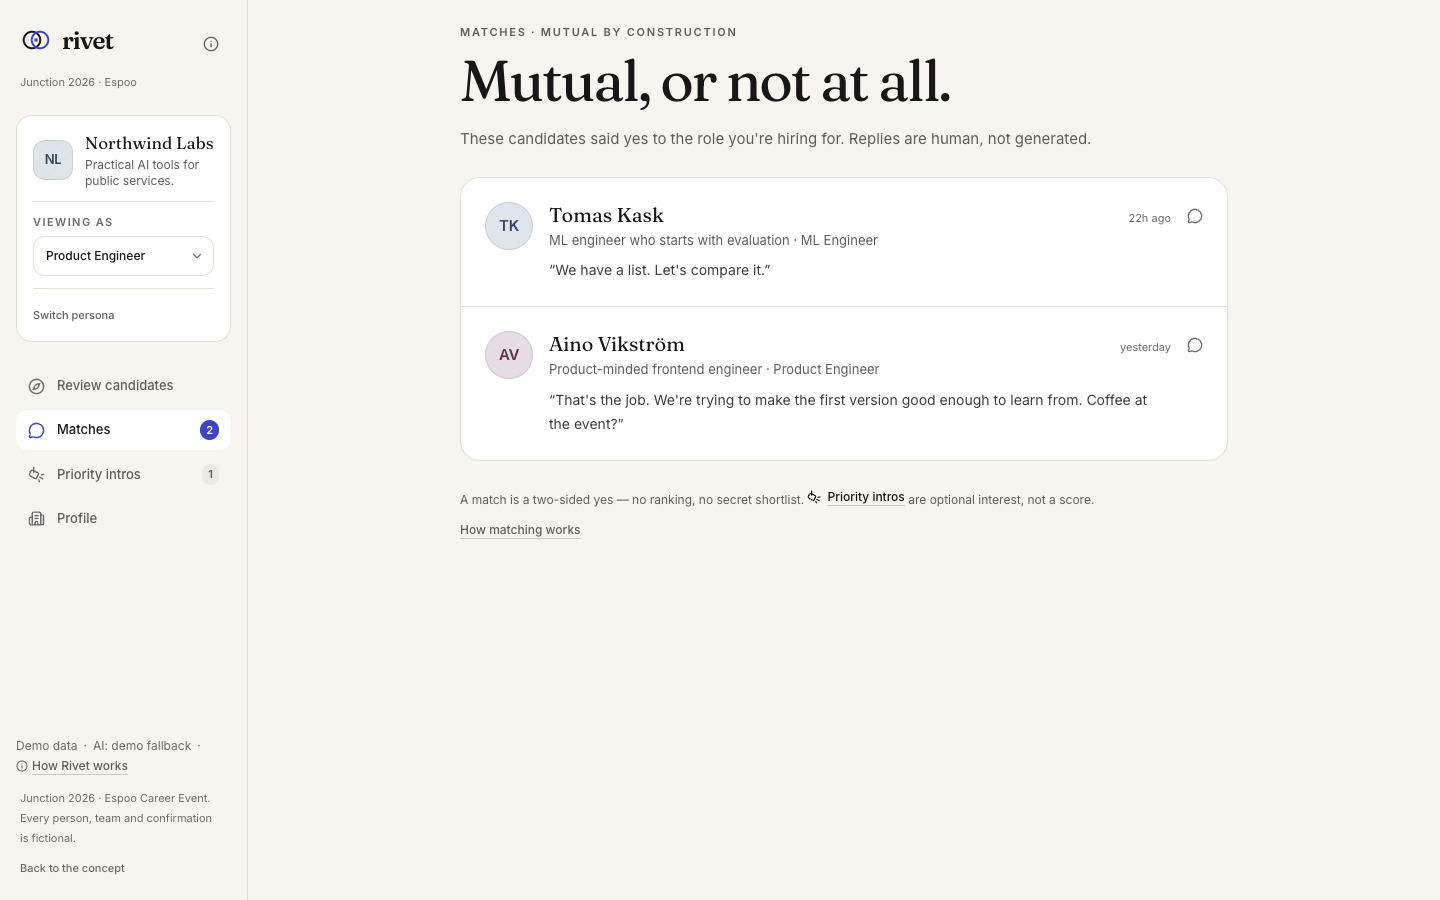 rivet
Junction 2026 · Espoo
NL
Northwind Labs
Practical AI tools for
public services.
VIEWING AS
Product Engineer
Switch persona
Review candidates
Matches 2
Priority intros 1
Profile
Demo data · AI: demo fallback ·
How Rivet works
Junction 2026 · Espoo Career Event.
Every person, team and confirmation
is fictional.
Back to the concept
MATCHES · MUTUAL BY CONSTRUCTION
Mutual, or not at all.
These candidates said yes to the role you're hiring for. Replies are human, not generated.
TK
Tomas Kask
22h ago
ML engineer who starts with evaluation · ML Engineer
“We have a list. Let's compare it.”
AV
Aino Vikström
yesterday
Product-minded frontend engineer · Product Engineer
“That's the job. We're trying to make the first version good enough to learn from. Coffee at
the event?”
A match is a two-sided yes — no ranking, no secret shortlist. Priority intros are optional interest, not a score.
How matching works